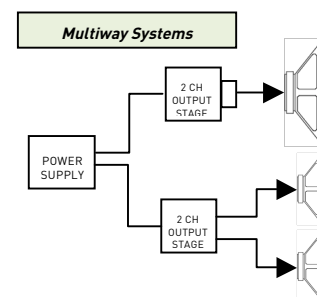 Multiway Systems
2 CH
OUTPUT
STAGE
POWER
SUPPLY
2 CH
OUTPUT
STAGE